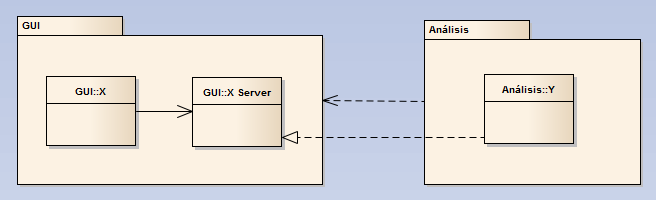 GUI
Análisis
GUI::X
GUI::X Server
Análisis::Y